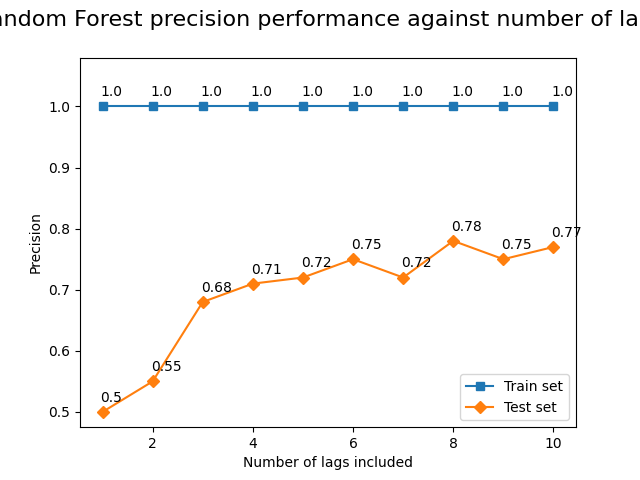 andom Forest precision performance against number of la
1.0 1.0 1.0 1.0 1.0 1.0 1.0 1.0 1.0 1.0
0.5 0.55 0.68 0.71 0.72 0.75 0.72 0.78 0.75 0.77
1.0
0.9
0.8
0.7
0.6
0.5
Precision
Train set
Test set
2 4 6 8 10
Number of lags included